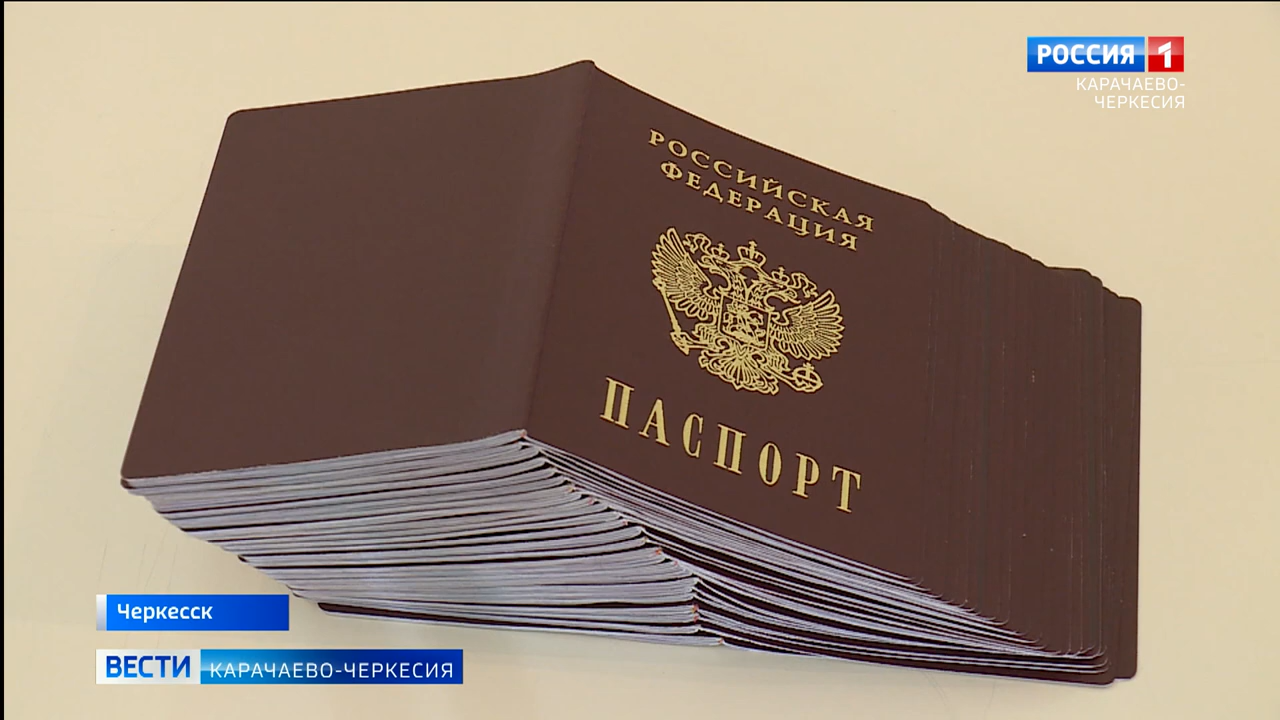 РОССИЯ 1
КАРАЧАЕВО-
ЧЕРКЕСИЯ
РОССИЙСКАЯ
ФЕДЕРАЦИЯ
ПАСПОРТ
Черкесск
ВЕСТИ КАРАЧАЕВО-ЧЕРКЕСИЯ